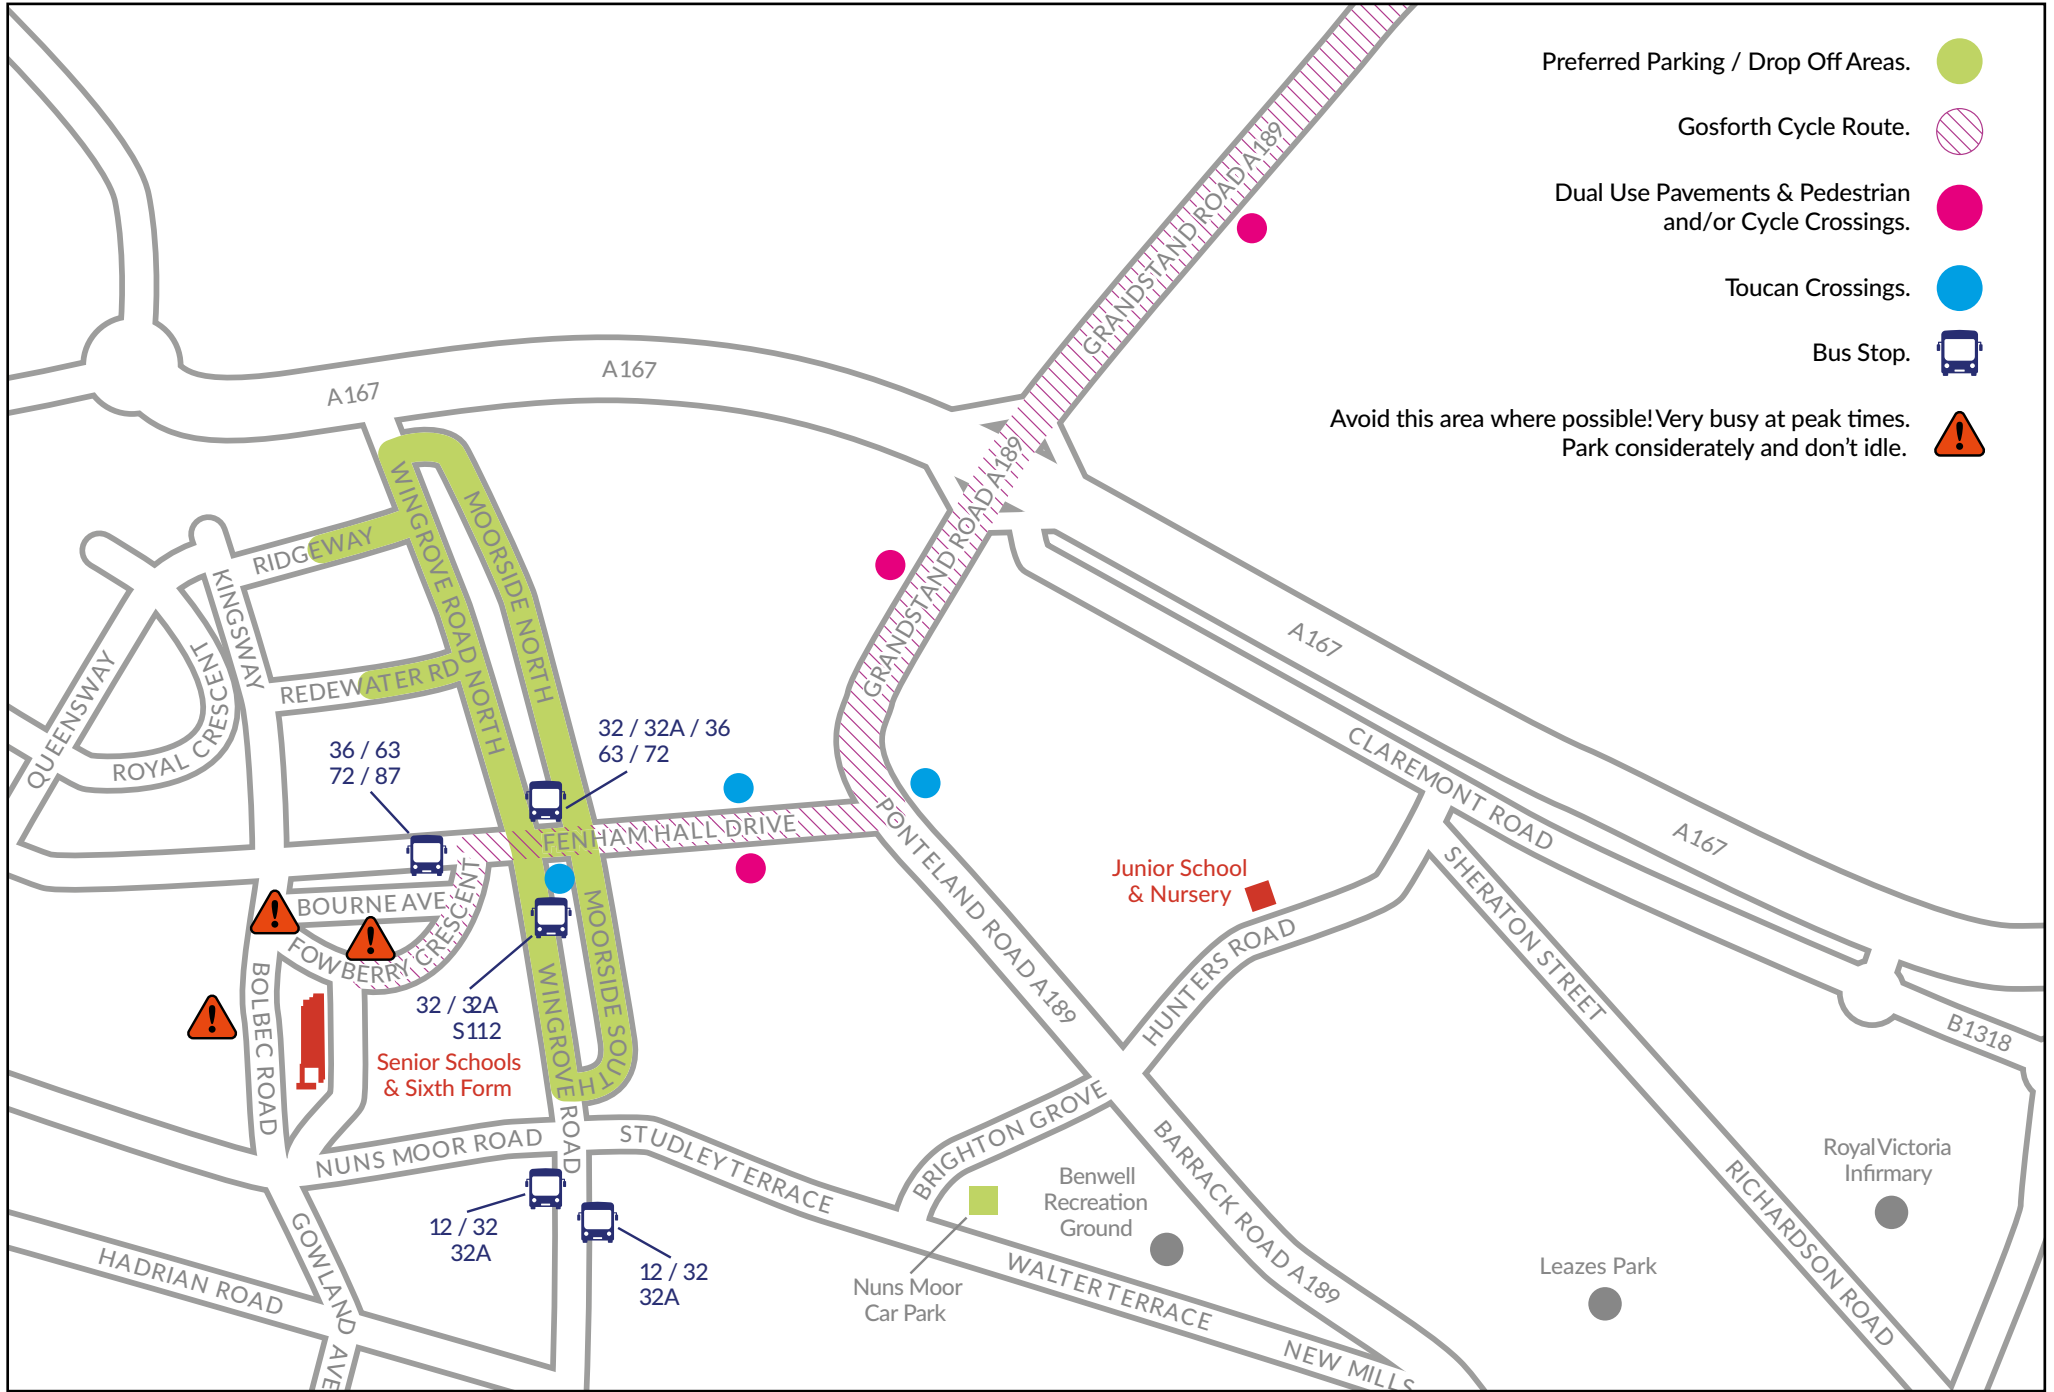 Preferred Parking / Drop Off Areas.
Gosforth Cycle Route.
Dual Use Pavements & Pedestrian
and/or Cycle Crossings.
Toucan Crossings.
Bus Stop.
Avoid this area where possible! Very busy at peak times.
Park considerately and don't idle.
GRANDSTAND ROAD A189
A167
A167
GRANDSTAND ROAD A189
WINGROVE ROAD NORTH
MOORSIDE NORTH
RIDGEWAY
KINGSWAY
GRANDSTAND ROAD
A167
QUEENSWAY
ROYAL CRESCENT
REDEWATER RD
32 / 32A / 36
63 / 72
36 / 63
72 / 87
CLAREMONT ROAD
A167
FENHAM HALL DRIVE
PONTELAND ROAD A189
Junior School
& Nursery
SHERATON STREET
BOURNE AVE
FOWBERRY CRESCENT
MOORSIDE SOUTH
HUNTERS ROAD
BOLBEC ROAD
32 / 32A
S112
WINGROVE ROAD
B1318
Senior Schools
& Sixth Form
NUNS MOOR ROAD
STUDLEY TERRACE
BRIGHTON GROVE
BARRACK ROAD A189
Benwell
Recreation
Ground
Royal Victoria
Infirmary
RICHARDSON ROAD
12 / 32
32A
12 / 32
32A
GOWLAND AVE
HADRIAN ROAD
Nuns Moor
Car Park
WALTER TERRACE
Leazes Park
NEW MILLS